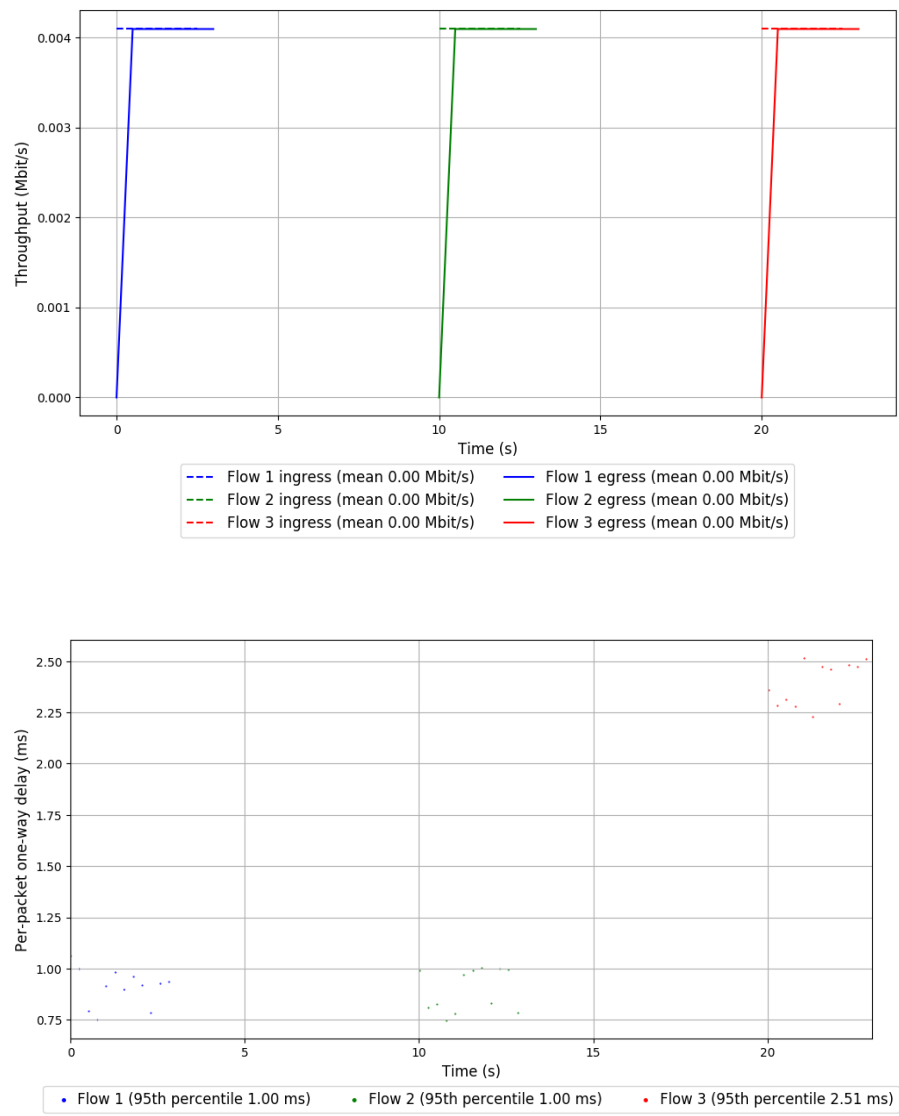 0.004
0.003
0.002
0.001
0.000
Throughput (Mbit/s)
0 5 10 15 20
Time (s)
Flow 1 ingress (mean 0.00 Mbit/s) Flow 1 egress (mean 0.00 Mbit/s)
Flow 2 ingress (mean 0.00 Mbit/s) Flow 2 egress (mean 0.00 Mbit/s)
Flow 3 ingress (mean 0.00 Mbit/s) Flow 3 egress (mean 0.00 Mbit/s)
2.50
2.25
2.00
1.75
1.50
1.25
1.00
0.75
Per-packet one-way delay (ms)
0 5 10 15 20
Time (s)
Flow 1 (95th percentile 1.00 ms) Flow 2 (95th percentile 1.00 ms) Flow 3 (95th percentile 2.51 ms)